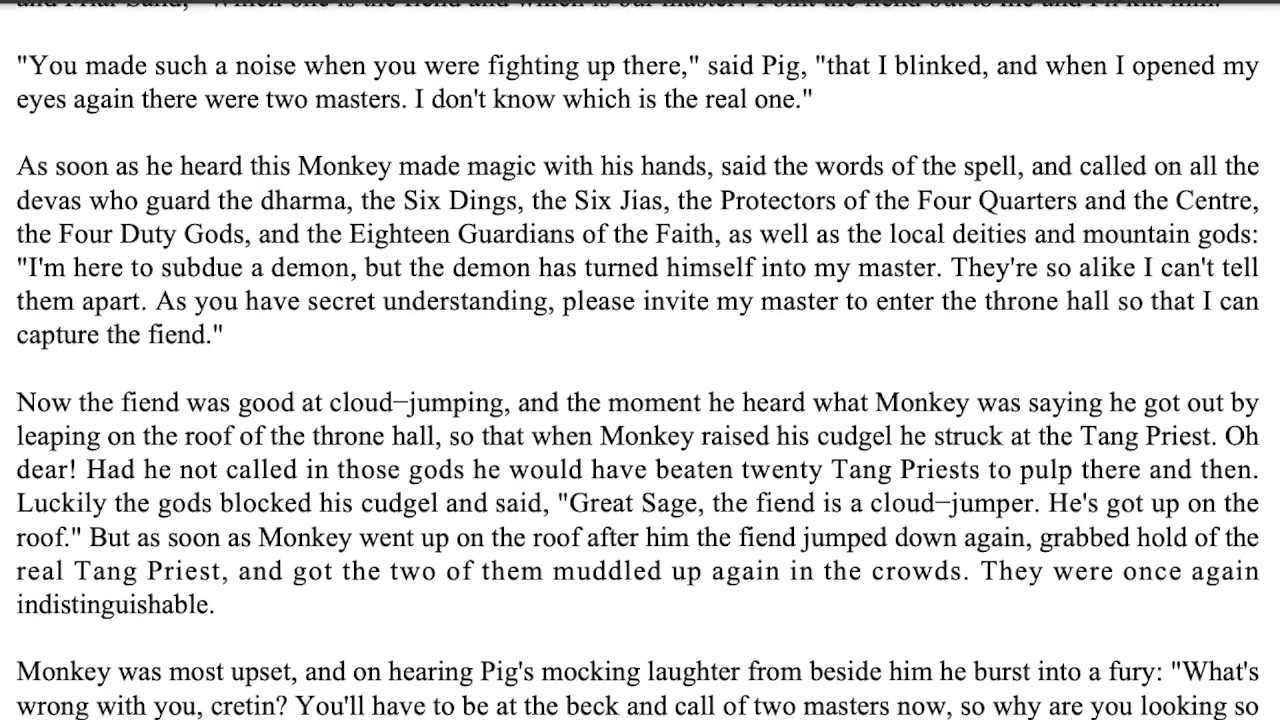 "You made such a noise when you were fighting up there," said Pig, "that I blinked, and when I opened my
eyes again there were two masters. I don't know which is the real one."
As soon as he heard this Monkey made magic with his hands, said the words of the spell, and called on all the
devas who guard the dharma, the Six Dings, the Six Jias, the Protectors of the Four Quarters and the Centre,
the Four Duty Gods, and the Eighteen Guardians of the Faith, as well as the local deities and mountain gods:
"I'm here to subdue a demon, but the demon has turned himself into my master. They're so alike I can't tell
them apart. As you have secret understanding, please invite my master to enter the throne hall so that I can
capture the fiend."
Now the fiend was good at cloud−jumping, and the moment he heard what Monkey was saying he got out by
leaping on the roof of the throne hall, so that when Monkey raised his cudgel he struck at the Tang Priest. Oh
dear! Had he not called in those gods he would have beaten twenty Tang Priests to pulp there and then.
Luckily the gods blocked his cudgel and said, "Great Sage, the fiend is a cloud−jumper. He's got up on the
roof." But as soon as Monkey went up on the roof after him the fiend jumped down again, grabbed hold of the
real Tang Priest, and got the two of them muddled up again in the crowds. They were once again
indistinguishable.
Monkey was most upset, and on hearing Pig's mocking laughter from beside him he burst into a fury: "What's
wrong with you, cretin? You'll have to be at the beck and call of two masters now, so why are you looking so